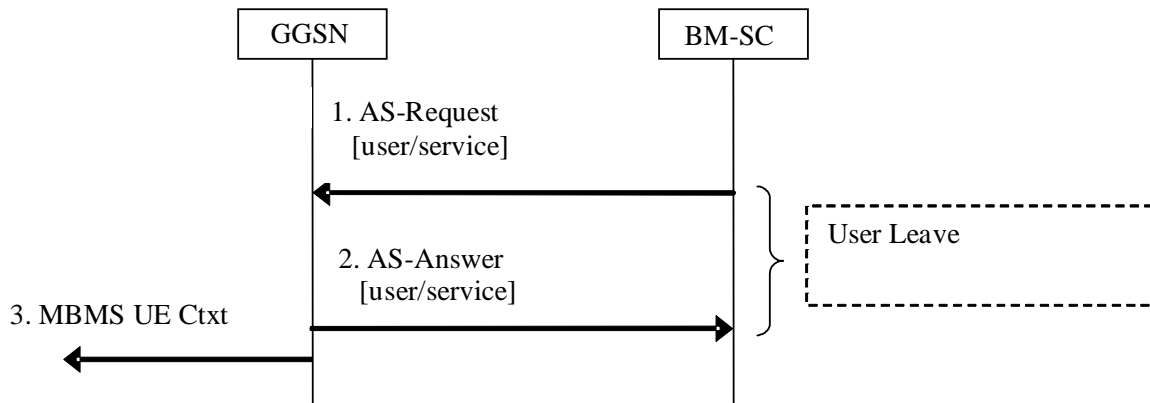 GGSN
BM-SC
1. AS-Request
[user/service]
User Leave
2. AS-Answer
[user/service]
3. MBMS UE Ctxt